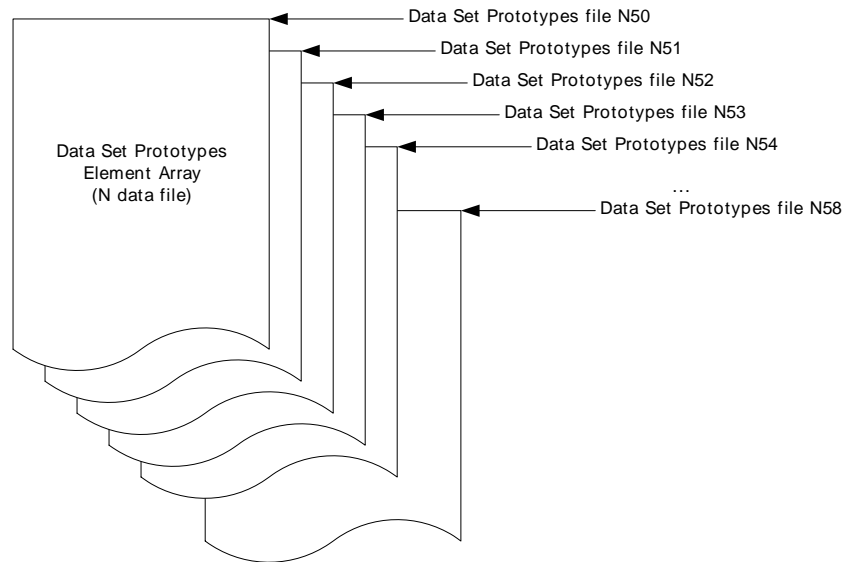 Data Set Prototypes file N50
Data Set Prototypes file N51
Data Set Prototypes file N52
Data Set Prototypes file N53
Data Set Prototypes file N54
Data Set Prototypes
Element Array
(N data file)
...
Data Set Prototypes file N58